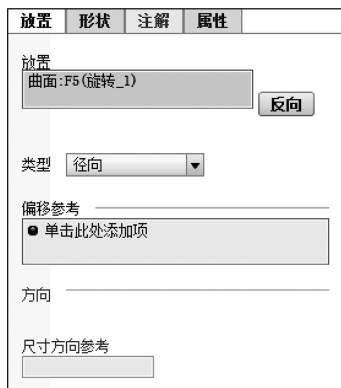 放置 形状 注解 属性
放置
曲面:F5(旋转_1)
反向
类型 径向
偏移参考
单击此处添加项
方向
尺寸方向参考